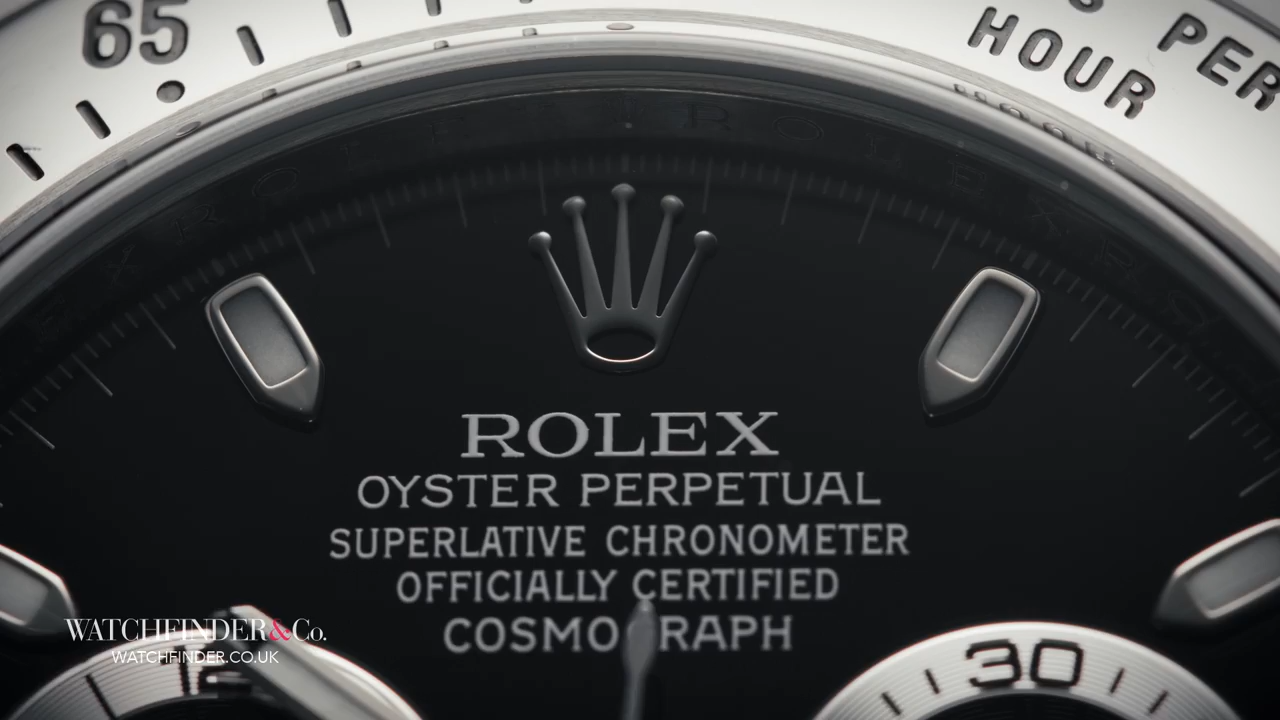 65
S PER
HOUR
ROLEX
OYSTER PERPETUAL
SUPERLATIVE CHRONOMETER
OFFICIALLY CERTIFIED
COSMOGRAPH
30
WATCHFINDER&Co.
WATCHFINDER.CO.UK